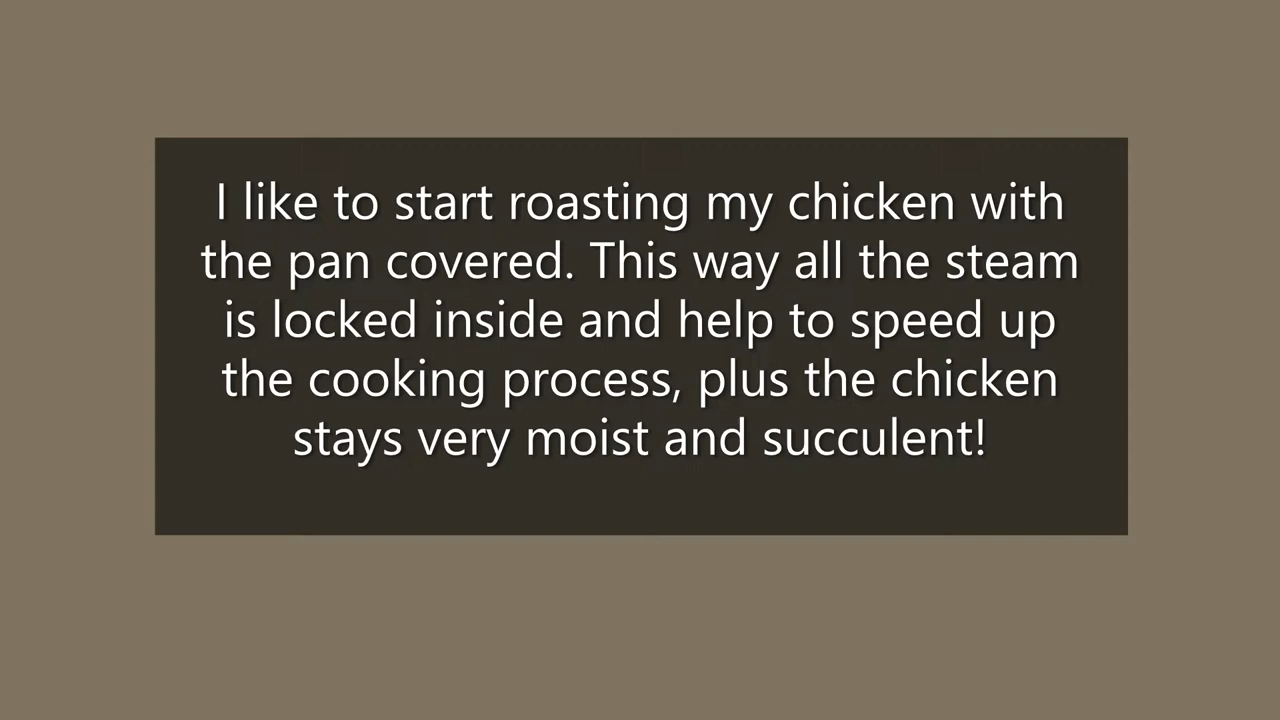 I like to start roasting my chicken with
the pan covered. This way all the steam
is locked inside and help to speed up
the cooking process, plus the chicken
stays very moist and succulent!